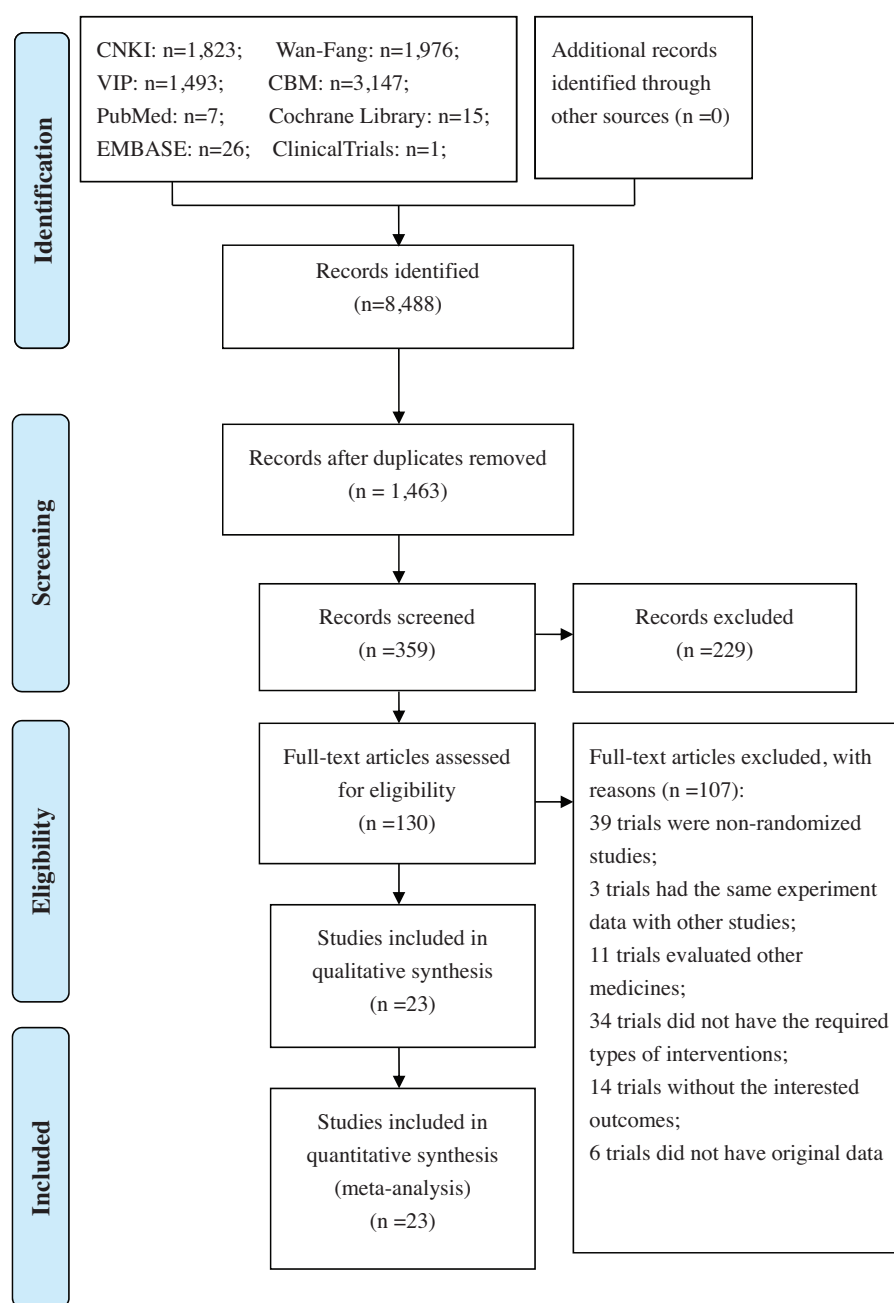 Identification
CNKI: n=1,823; Wan-Fang: n=1,976;
VIP: n=1,493; CBM: n=3,147;
PubMed: n=7; Cochrane Library: n=15;
EMBASE: n=26; ClinicalTrials: n=1;
Additional records
identified through
other sources (n =0)
Records identified
(n=8,488)
Screening
Records after duplicates removed
(n = 1,463)
Records screened
(n =359)
Records excluded
(n =229)
Eligibility
Full-text articles assessed
for eligibility
(n =130)
Full-text articles excluded, with
reasons (n =107):
39 trials were non-randomized
studies;
3 trials had the same experiment
data with other studies;
11 trials evaluated other
medicines;
34 trials did not have the required
types of interventions;
14 trials without the interested
outcomes;
6 trials did not have original data
Studies included in
qualitative synthesis
(n =23)
Included
Studies included in
quantitative synthesis
(meta-analysis)
(n =23)